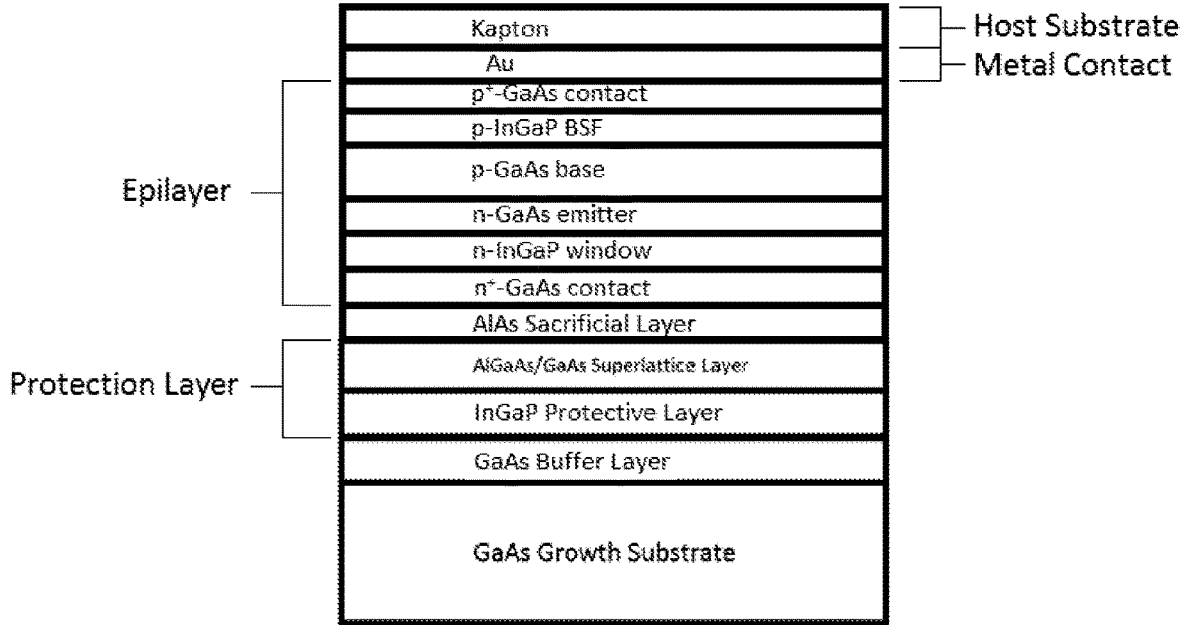 Kapton
Host Substrate
Au
Metal Contact
p⁺-GaAs contact
p-InGaP BSF
p-GaAs base
Epilayer
n-GaAs emitter
n-InGaP window
n⁺-GaAs contact
AlAs Sacrificial Layer
AlGaAs/GaAs Superlattice Layer
Protection Layer
InGaP Protective Layer
GaAs Buffer Layer
GaAs Growth Substrate